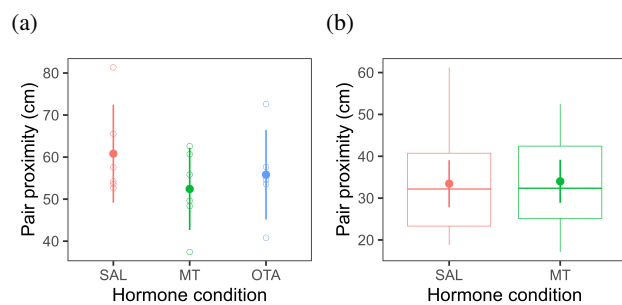 (a)
(b)
Pair proximity (cm)
80
70
60
50
40
SAL
MT
OTA
Hormone condition
Pair proximity (cm)
60
50
40
30
20
SAL
MT
Hormone condition